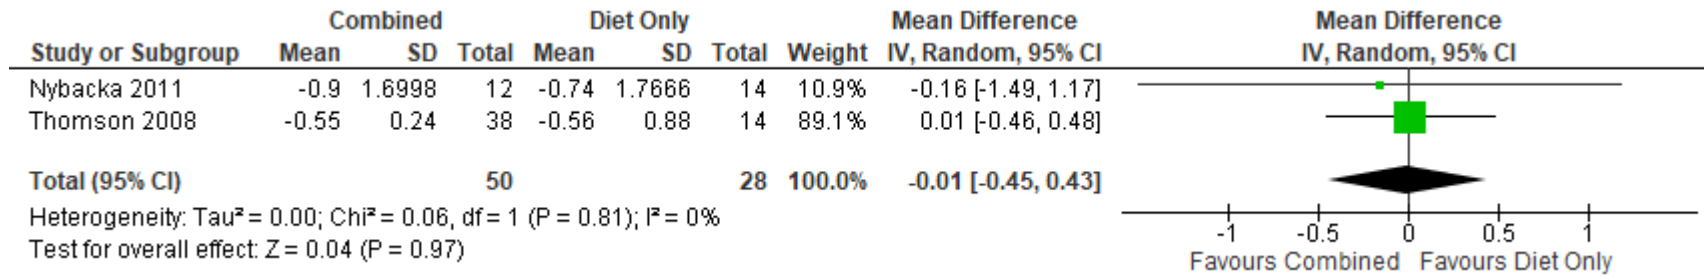 Combined Diet Only Mean Difference Mean Difference
Study or Subgroup Mean SD Total Mean SD Total Weight IV, Random, 95% CI IV, Random, 95% CI
Nybacka 2011 -0.9 1.6998 12 -0.74 1.7666 14 10.9% -0.16 [-1.49, 1.17]
Thomson 2008 -0.55 0.24 38 -0.56 0.88 14 89.1% 0.01 [-0.46, 0.48]
Total (95% CI) 50 28 100.0% -0.01 [-0.45, 0.43]
Heterogeneity: Tau² = 0.00; Chi² = 0.06, df = 1 (P = 0.81); I² = 0%
Test for overall effect: Z = 0.04 (P = 0.97)
-1 -0.5 0 0.5 1
Favours Combined Favours Diet Only